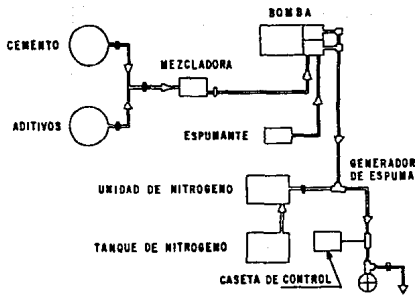 BOMBA
CEMENTO
MEZCLADORA
ADITIVOS
ESPUMANTE
GENERADOR
DE ESPUMA
UNIDAD DE NITROGENO
TANQUE DE NITROGENO
CASETA DE CONTROL